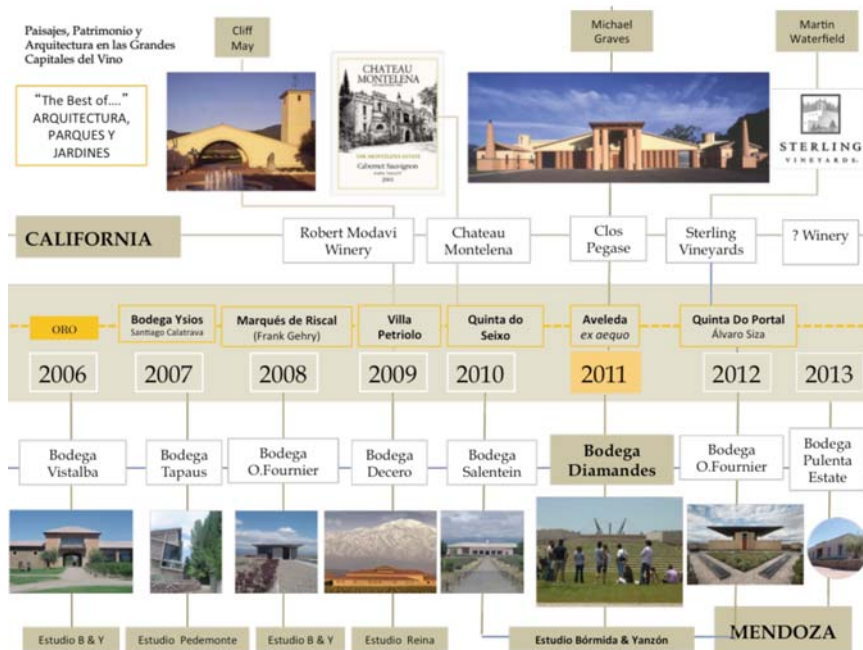 Paisajes, Patrimonio y
Arquitectura en las Grandes
Capitales del Vino
"The Best of...."
ARQUITECTURA,
PARQUES Y
JARDINES
Cliff
May
Michael
Graves
Martin
Waterfield
CHATEAU
MONTELENA
THE MONTELENA ESTATE
Cabernet Sauvignon
NAPA VALLEY
STERLING
VINEYARDS
CALIFORNIA
Robert Modavi
Winery
Chateau
Montelena
Clos
Pegase
Sterling
Vineyards
? Winery
ORO
Bodega Ysios
Santiago Calatrava
Marqués de Riscal
(Frank Gehry)
Villa
Petriolo
Quinta do
Seixo
Aveleda
ex aequo
Quinta Do Portal
Álvaro Siza
2006
2007
2008
2009
2010
2011
2012
2013
Bodega
Vistalba
Bodega
Tapaus
Bodega
O.Fournier
Bodega
Decero
Bodega
Salentein
Bodega
Diamandes
Bodega
O.Fournier
Bodega
Pulenta
Estate
Estudio B & Y
Estudio Pedemonte
Estudio B & Y
Estudio Reina
Estudio Bórmida & Yanzón
MENDOZA